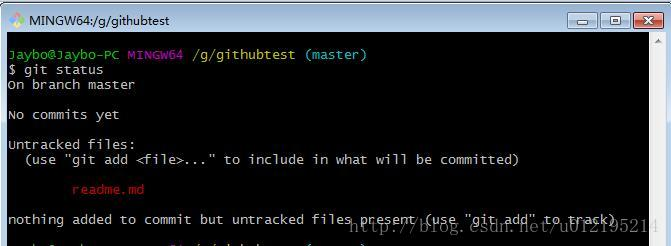 MINGW64:/g/githubtest
Jaybo@Jaybo-PC MINGW64 /g/githubtest (master)
$ git status
On branch master
No commits yet
Untracked files:
(use "git add <file>..." to include in what will be committed)
readme.md
nothing added to commit but untracked files present (use "git add" to track)
http://blog.csdn.net/u012195214